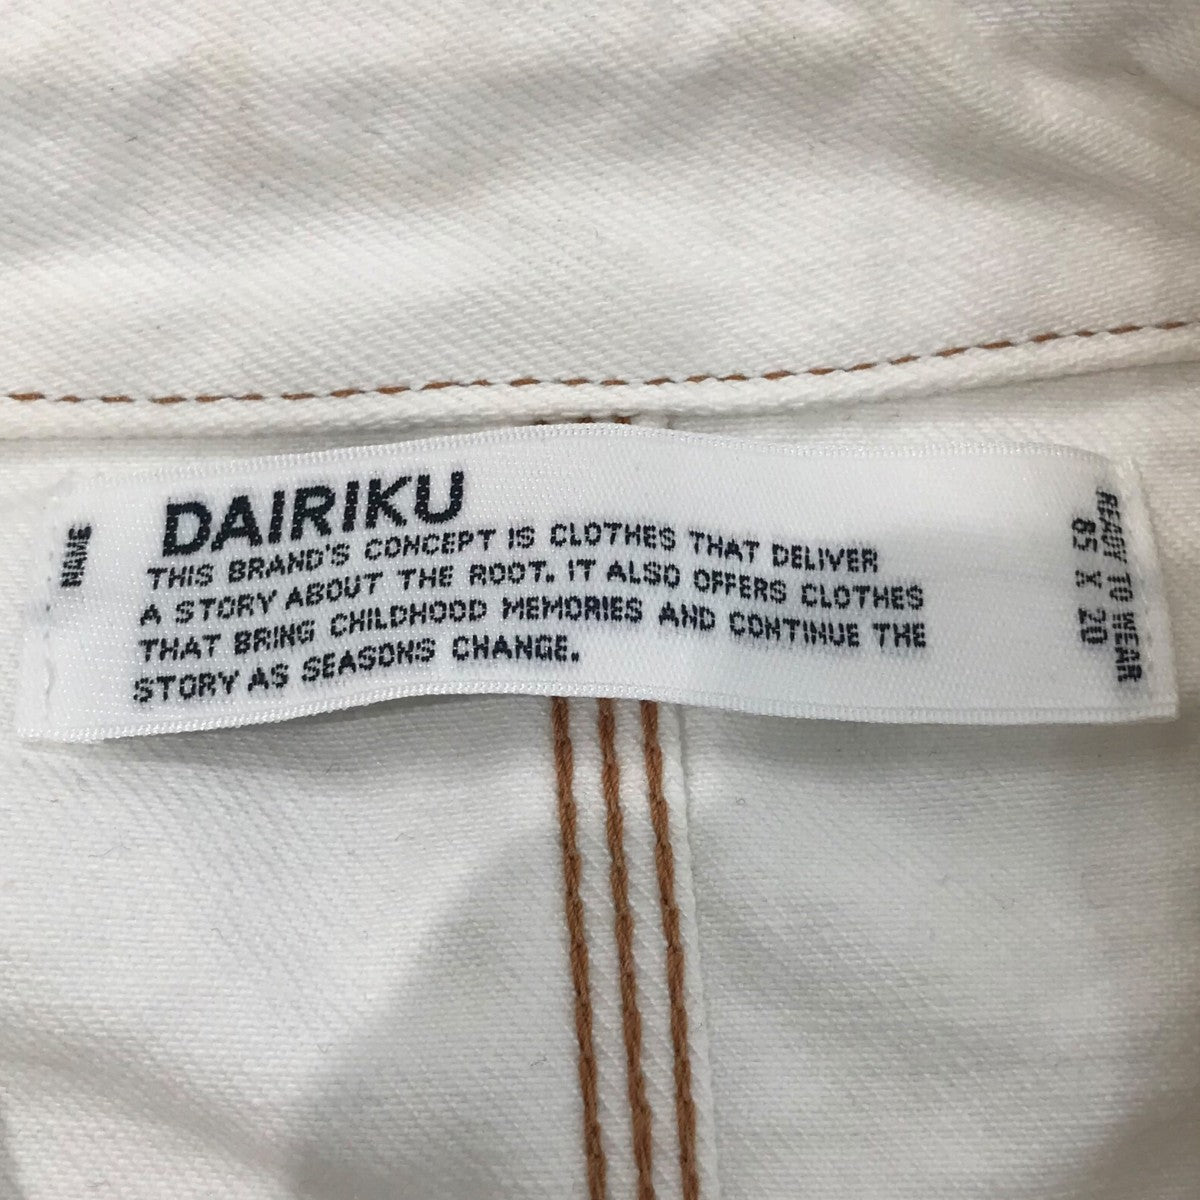 NAME
DAIRIKU
THIS BRAND'S CONCEPT IS CLOTHES THAT DELIVER
A STORY ABOUT THE ROOT. IT ALSO OFFERS CLOTHES
THAT BRING CHILDHOOD MEMORIES AND CONTINUE THE
STORY AS SEASONS CHANGE.
READY TO WEAR
85 X 20